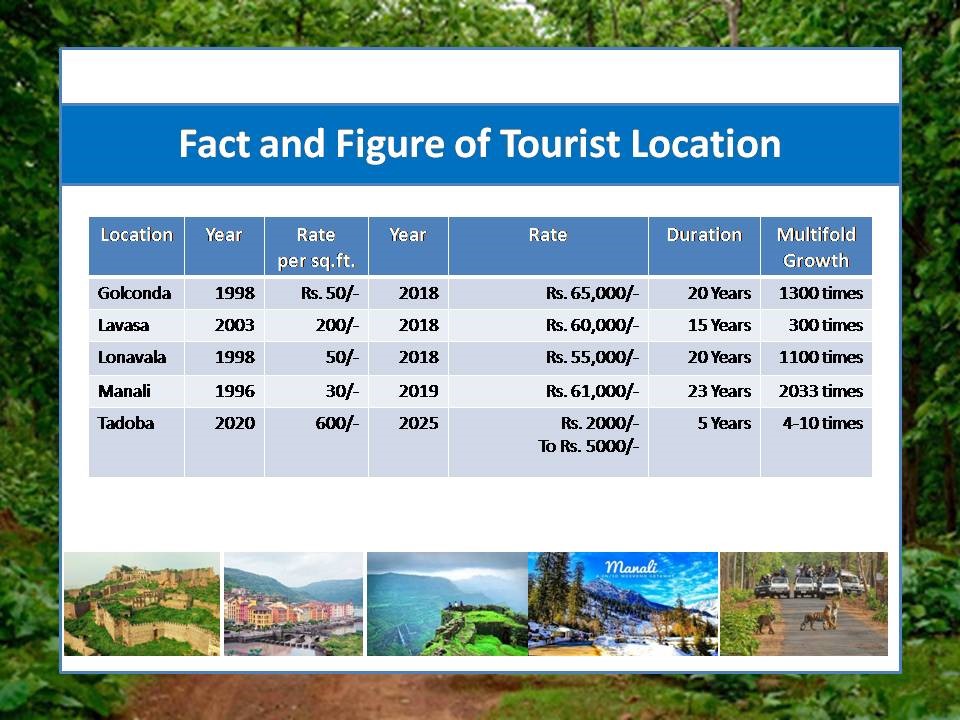 Fact and Figure of Tourist Location
Location Year Rate per sq.ft. Year Rate Duration Multifold Growth
Golconda 1998 Rs. 50/- 2018 Rs. 65,000/- 20 Years 1300 times
Lavasa 2003 200/- 2018 Rs. 60,000/- 15 Years 300 times
Lonavala 1998 50/- 2018 Rs. 55,000/- 20 Years 1100 times
Manali 1996 30/- 2019 Rs. 61,000/- 23 Years 2033 times
Tadoba 2020 600/- 2025 Rs. 2000/- 5 Years 4-10 times
To Rs. 5000/-
Manali